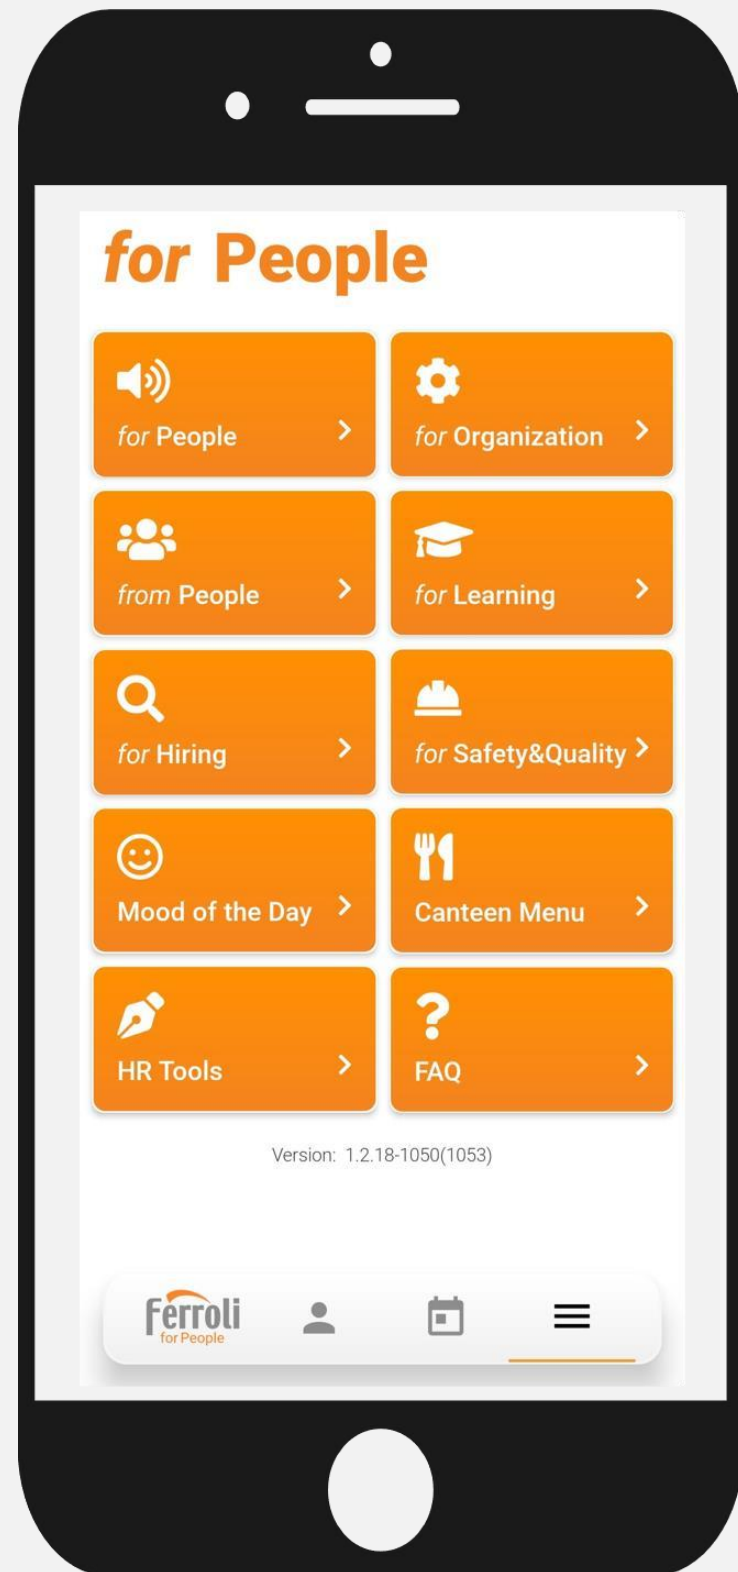 for People
for People
for Organization
from People
for Learning
for Hiring
for Safety&Quality
Mood of the Day
Canteen Menu
HR Tools
FAQ
Version: 1.2.18-1050(1053)
Ferroli
for People